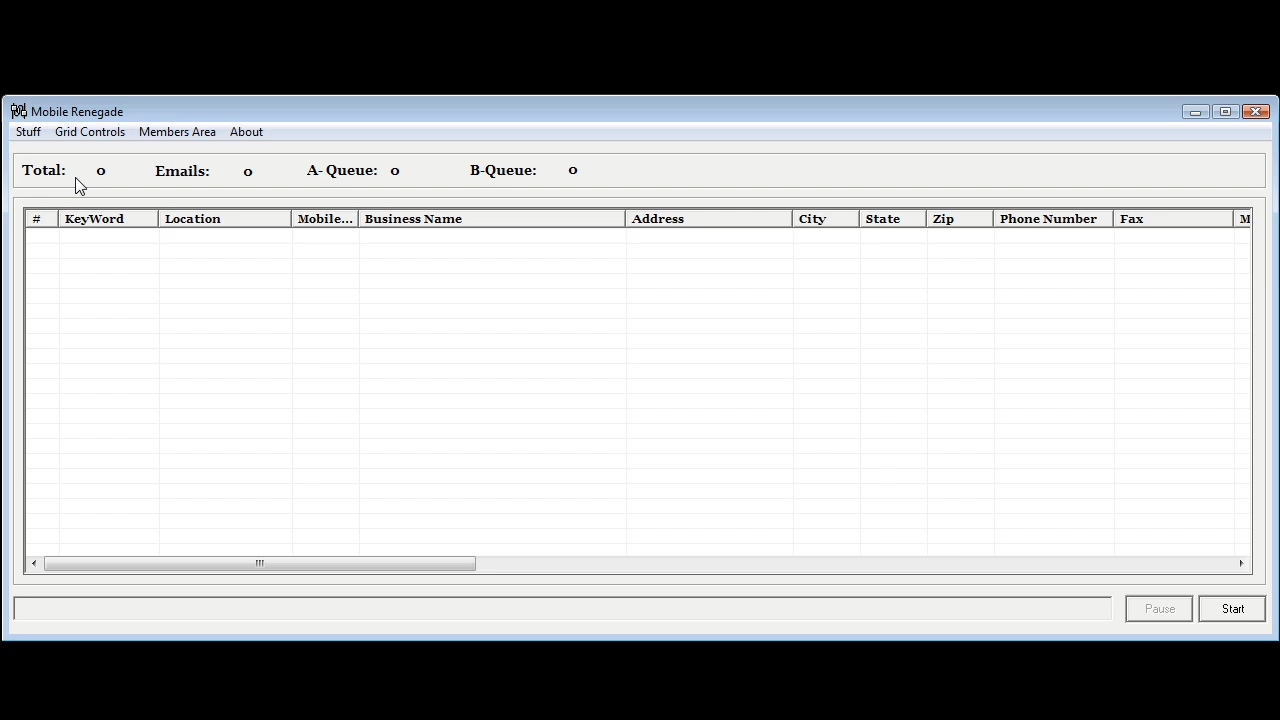 Mobile Renegade
Stuff Grid Controls Members Area About
Total: 0 Emails: 0 A- Queue: 0 B-Queue: 0
# KeyWord Location Mobile... Business Name Address City State Zip Phone Number Fax M
Pause Start